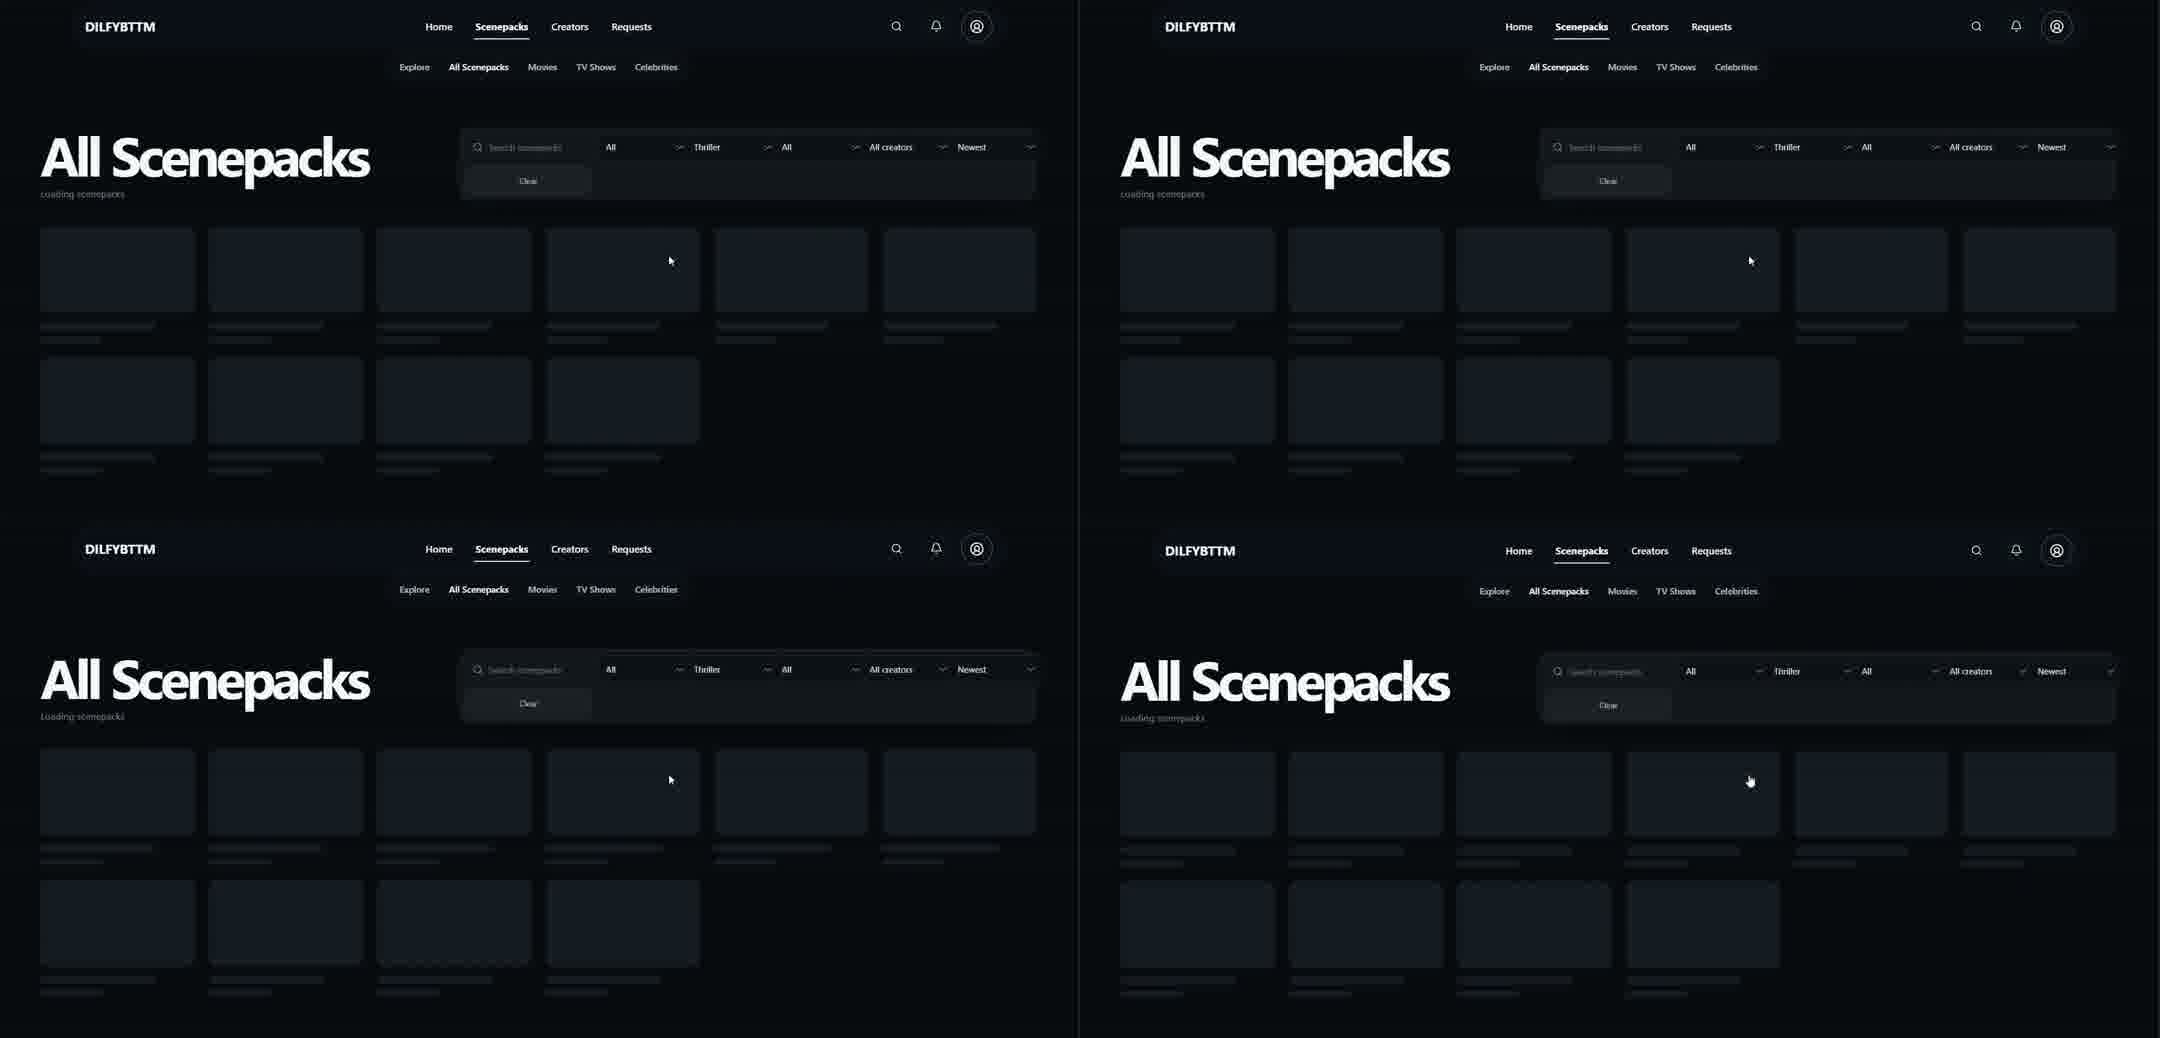 DILFYBTTM Home Scenepacks Creators Requests
Explore All Scenepacks Movies TV Shows Celebrities
All Scenepacks
Search scenepacks All Thriller All All creators Newest
Clear
Loading scenepacks
DILFYBTTM Home Scenepacks Creators Requests
Explore All Scenepacks Movies TV Shows Celebrities
All Scenepacks
Search scenepacks All Thriller All All creators Newest
Clear
Loading scenepacks
DILFYBTTM Home Scenepacks Creators Requests
Explore All Scenepacks Movies TV Shows Celebrities
All Scenepacks
Search scenepacks All Thriller All All creators Newest
Clear
Loading scenepacks
DILFYBTTM Home Scenepacks Creators Requests
Explore All Scenepacks Movies TV Shows Celebrities
All Scenepacks
Search scenepacks All Thriller All All creators Newest
Clear
Loading scenepacks